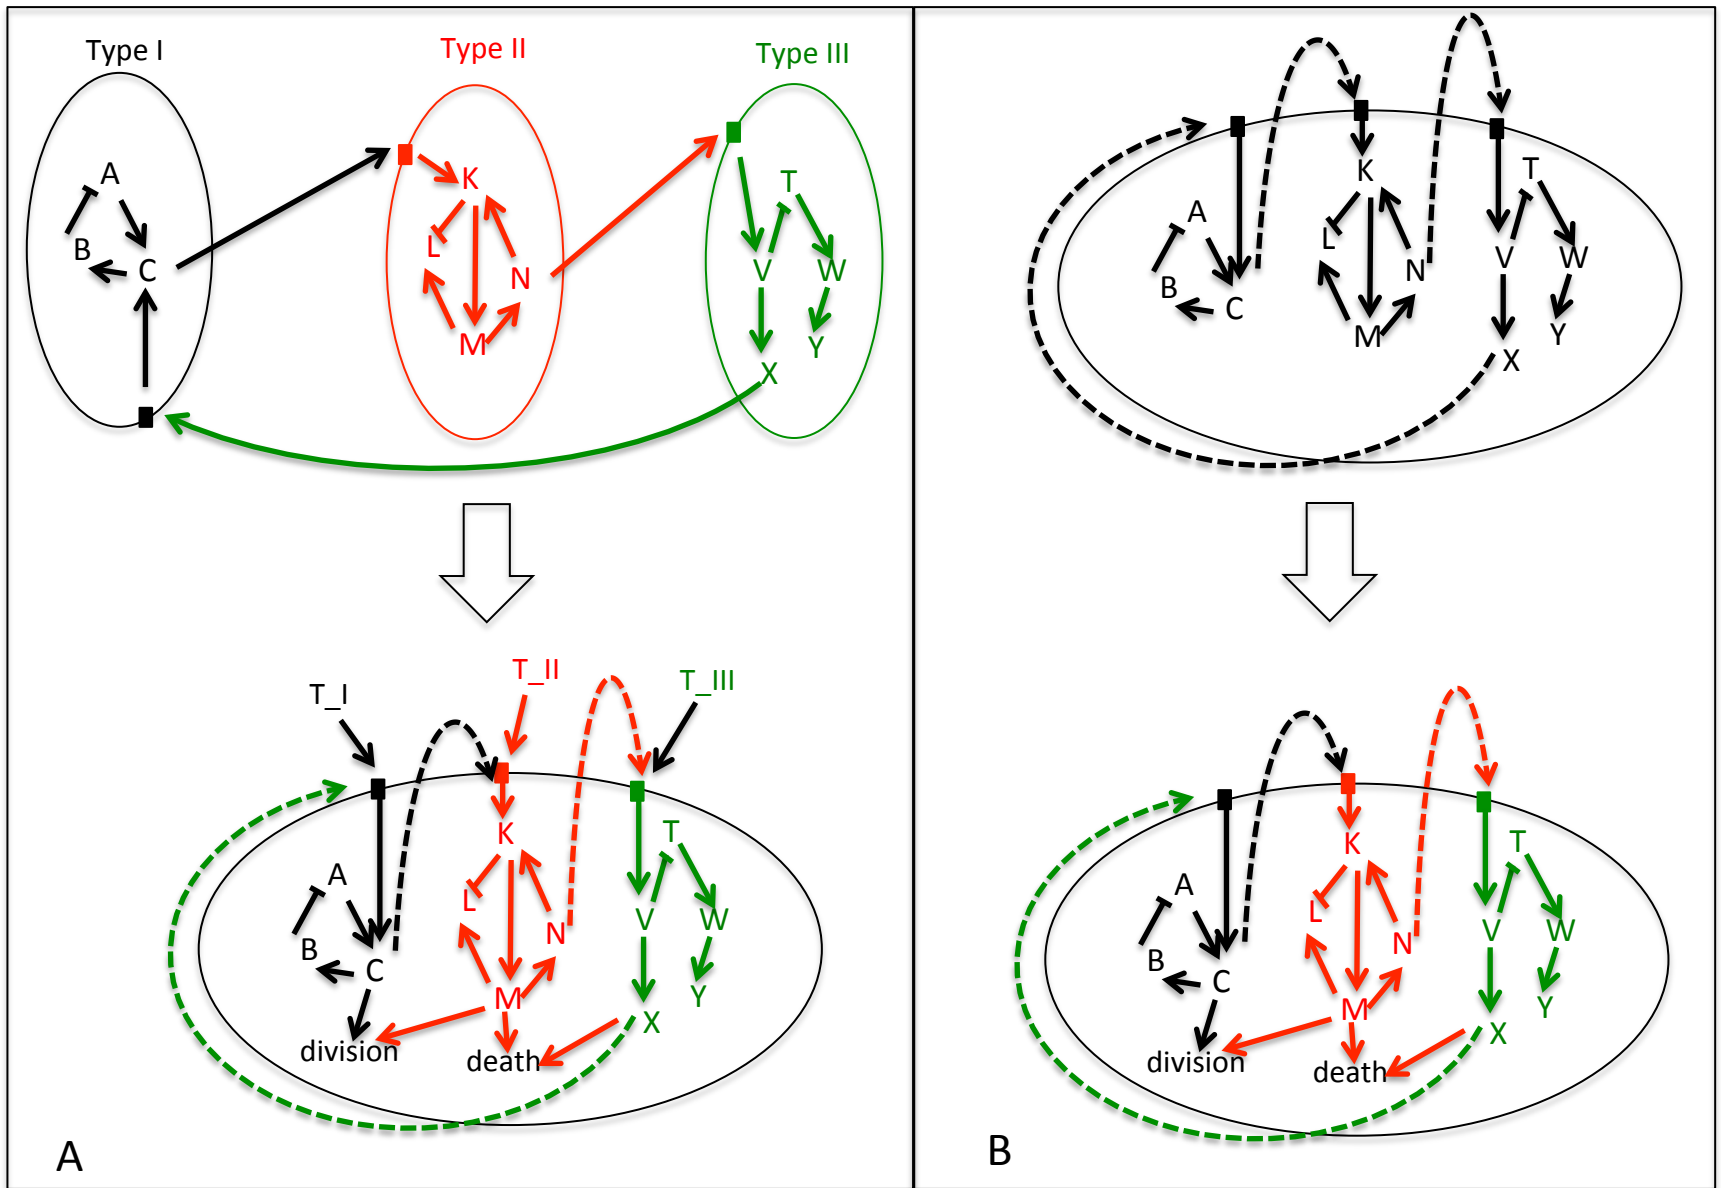 Type I
Type II
Type III
A
B
C
K
L
N
M
T
V
W
Y
X
T_I
T_II
T_III
K
A
L
B
C
N
M
T
V
W
Y
X
division
death
A
K
A
L
B
C
N
M
T
V
W
Y
X
K
A
L
B
C
N
M
T
V
W
Y
X
division
death
B